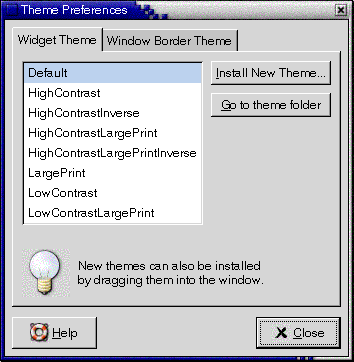 Theme Preferences
Widget Theme Window Border Theme
Default
HighContrast
HighContrastInverse
HighContrastLargePrint
HighContrastLargePrintInverse
LargePrint
LowContrast
LowContrastLargePrint
Install New Theme...
Go to theme folder
New themes can also be installed
by dragging them into the window.
Help Close